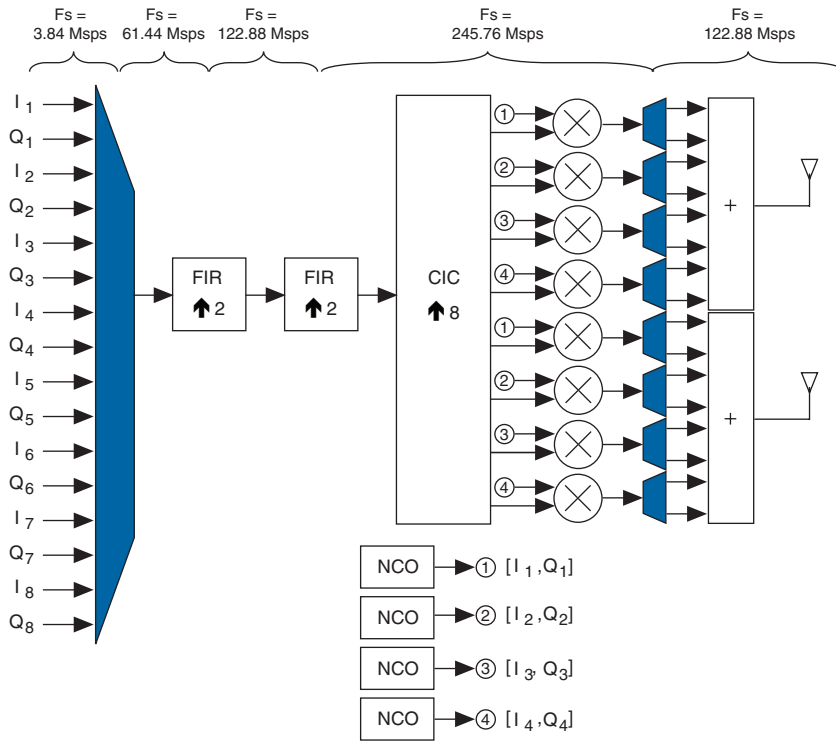 Fs =
3.84 Msps
Fs =
61.44 Msps
Fs =
122.88 Msps
Fs =
245.76 Msps
Fs =
122.88 Msps
I 1
Q1
I 2
Q2
I 3
Q3
I 4
Q4
I 5
Q5
I 6
Q6
I 7
Q7
I 8
Q8
FIR
↑ 2
FIR
↑ 2
CIC
↑ 8
1
2
3
4
1
2
3
4
+
+
NCO 1 [I 1 ,Q1]
NCO 2 [I 2 ,Q2]
NCO 3 [I 3, Q3]
NCO 4 [I 4 ,Q4]